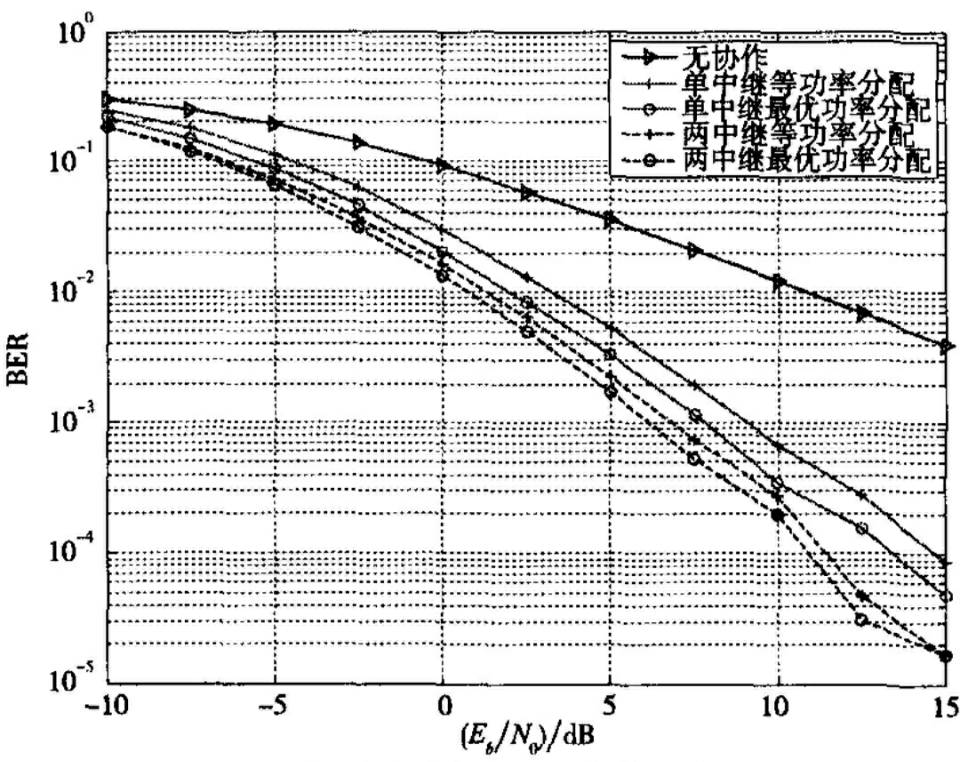 10⁰
无协作
单中继等功率分配
单中继最优功率分配
两中继等功率分配
两中继最优功率分配
10⁻¹
10⁻²
BER
10⁻³
10⁻⁴
10⁻⁵
-10 -5 0 5 10 15
(E_b/N_0)/dB